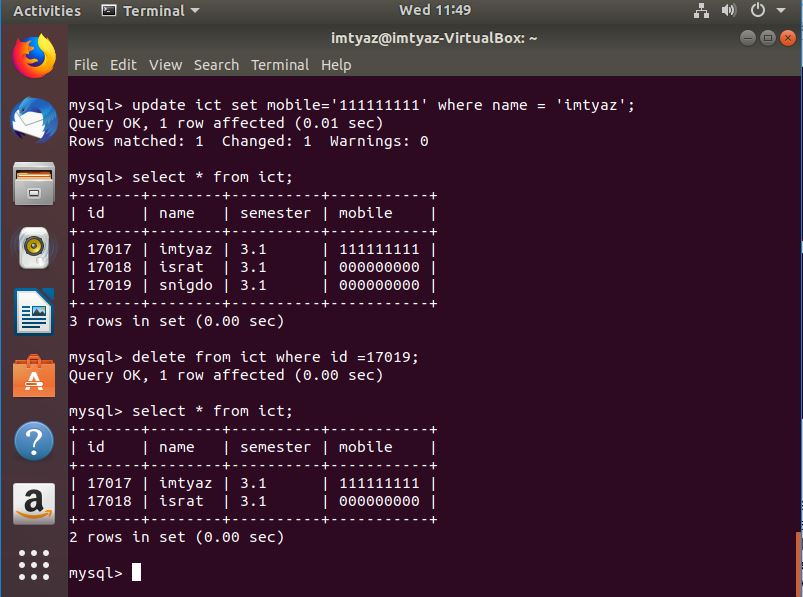 Activities Terminal Wed 11:49
imtyaz@imtyaz-VirtualBox: ~
File Edit View Search Terminal Help
mysql> update ict set mobile='111111111' where name = 'imtyaz';
Query OK, 1 row affected (0.01 sec)
Rows matched: 1  Changed: 1  Warnings: 0
mysql> select * from ict;
+-------+--------+----------+-----------+
| id    | name   | semester | mobile    |
+-------+--------+----------+-----------+
| 17017 | imtyaz | 3.1      | 111111111 |
| 17018 | israt  | 3.1      | 000000000 |
| 17019 | snigdo | 3.1      | 000000000 |
+-------+--------+----------+-----------+
3 rows in set (0.00 sec)
mysql> delete from ict where id =17019;
Query OK, 1 row affected (0.00 sec)
mysql> select * from ict;
+-------+--------+----------+-----------+
| id    | name   | semester | mobile    |
+-------+--------+----------+-----------+
| 17017 | imtyaz | 3.1      | 111111111 |
| 17018 | israt  | 3.1      | 000000000 |
+-------+--------+----------+-----------+
2 rows in set (0.00 sec)
mysql>